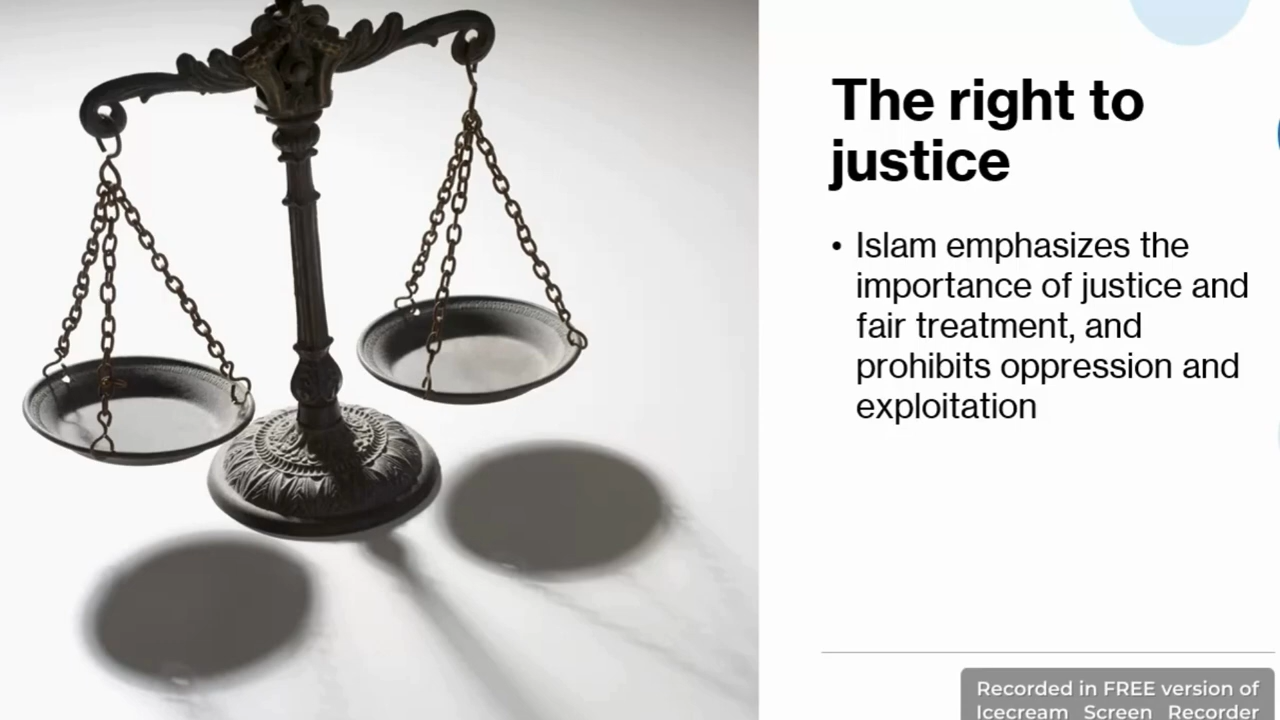 The right to
justice
• Islam emphasizes the
importance of justice and
fair treatment, and
prohibits oppression and
exploitation
Recorded in FREE version of
Icecream Screen Recorder